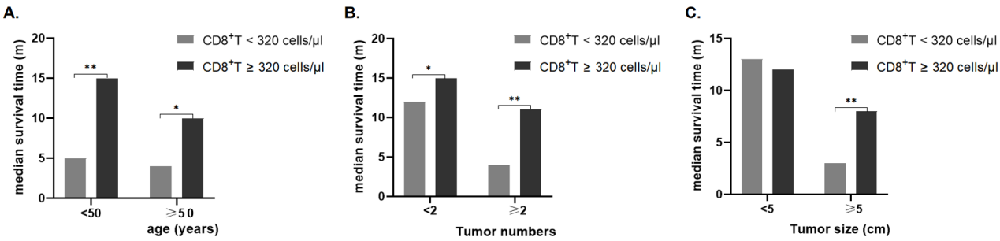 A.
median survival time (m)
20
15
10
5
0
**
*
CD8+T < 320 cells/μl
CD8+T ≥ 320 cells/μl
<50
≥50
age (years)
B.
median survival time (m)
20
15
10
5
0
*
**
CD8+T < 320 cells/μl
CD8+T ≥ 320 cells/μl
<2
≥2
Tumor numbers
C.
median survival time (m)
15
10
5
0
**
CD8+T < 320 cells/μl
CD8+T ≥ 320 cells/μl
<5
≥5
Tumor size (cm)